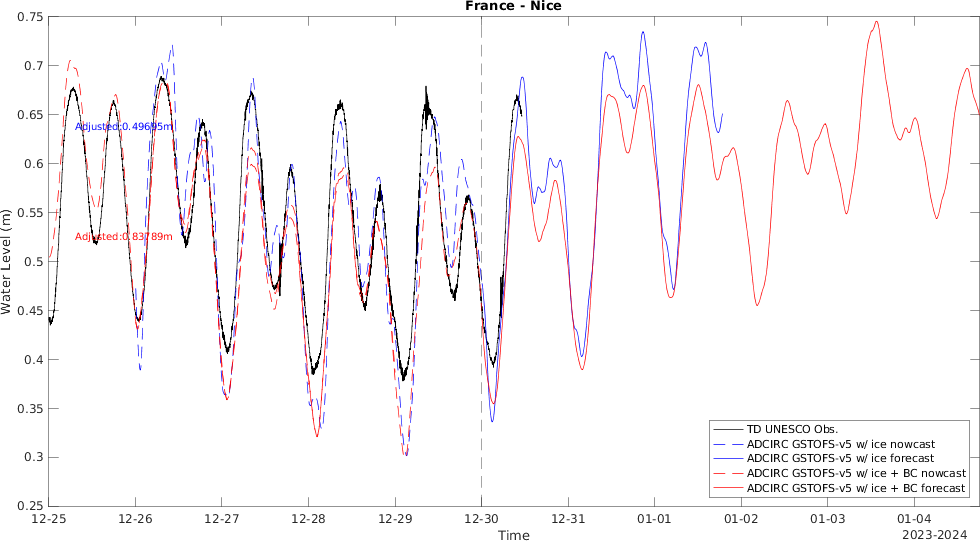 France - Nice
0.75
0.7
0.65
0.6
0.55
0.5
0.45
0.4
0.35
0.3
0.25
Water Level (m)
Adjusted:0.49695m
Adjusted:0.83789m
TD UNESCO Obs.
ADCIRC GSTOFS-v5 w/ ice nowcast
ADCIRC GSTOFS-v5 w/ ice forecast
ADCIRC GSTOFS-v5 w/ ice + BC nowcast
ADCIRC GSTOFS-v5 w/ ice + BC forecast
12-25 12-26 12-27 12-28 12-29 12-30 12-31 01-01 01-02 01-03 01-04
Time
2023-2024